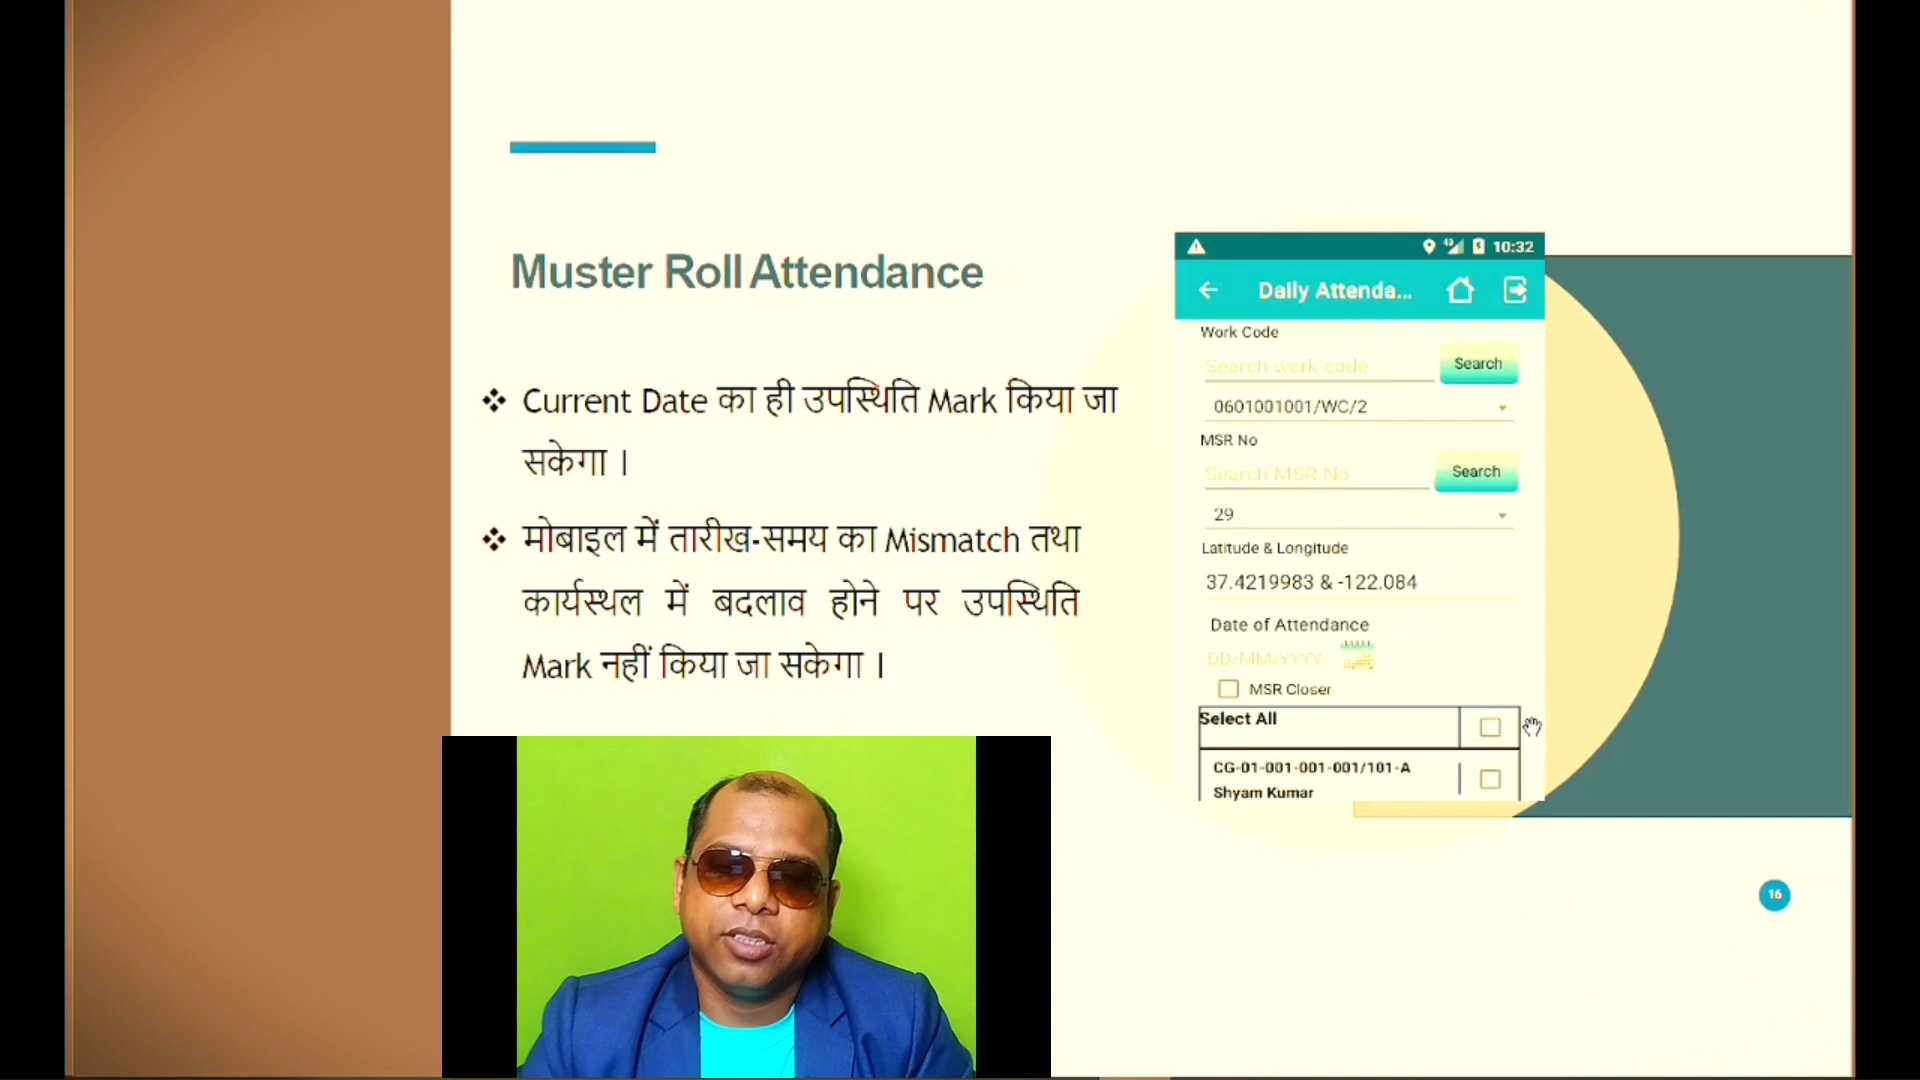 Muster Roll Attendance
❖ Current Date का ही उपस्थिति Mark किया जा
सकेगा ।
❖ मोबाइल में तारीख-समय का Mismatch तथा
कार्यस्थल में बदलाव होने पर उपस्थिति
Mark नहीं किया जा सकेगा ।
10:32
Daily Attenda...
Work Code
Search work code
Search
0601001001/WC/2
MSR No
Search MSR No
Search
29
Latitude & Longitude
37.4219983 & -122.084
Date of Attendance
DD/MM/YYYY
MSR Closer
Select All
CG-01-001-001-001/101-A
Shyam Kumar
16